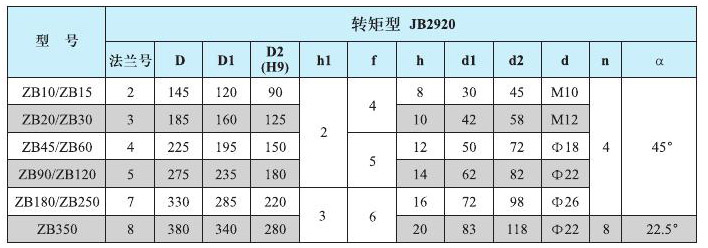 型 号 转矩型 JB2920
法兰号 D D1 D2 (H9) h1 f h d1 d2 d n α
ZB10/ZB15 2 145 120 90 2 4 8 30 45 M10 4 45°
ZB20/ZB30 3 185 160 125 10 42 58 M12
ZB45/ZB60 4 225 195 150 5 12 50 72 Φ18
ZB90/ZB120 5 275 235 180 14 62 82 Φ22
ZB180/ZB250 7 330 285 220 3 6 16 72 98 Φ26
ZB350 8 380 340 280 20 83 118 Φ22 8 22.5°